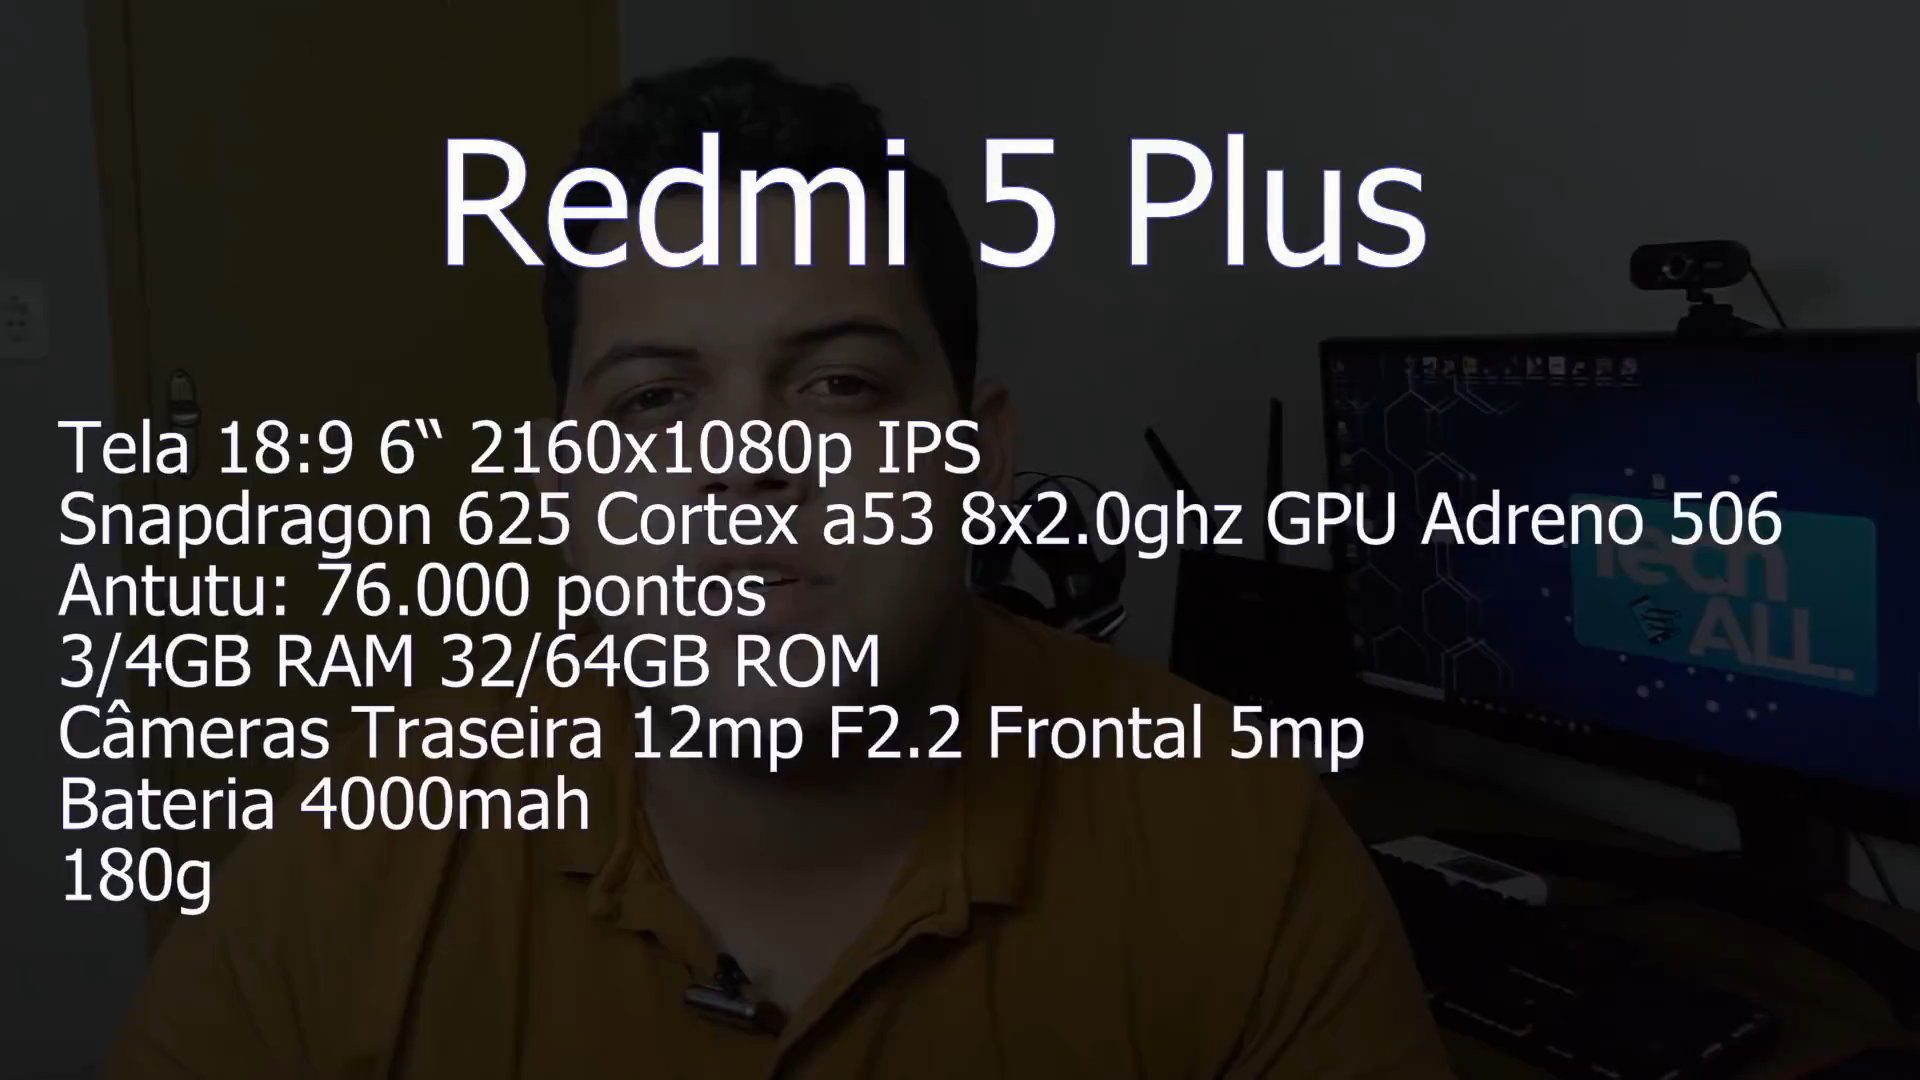 Redmi 5 Plus
Tela 18:9 6“ 2160x1080p IPS
Snapdragon 625 Cortex a53 8x2.0ghz GPU Adreno 506
Antutu: 76.000 pontos
3/4GB RAM 32/64GB ROM
Câmeras Traseira 12mp F2.2 Frontal 5mp
Bateria 4000mah
180g
Tech
ALL.